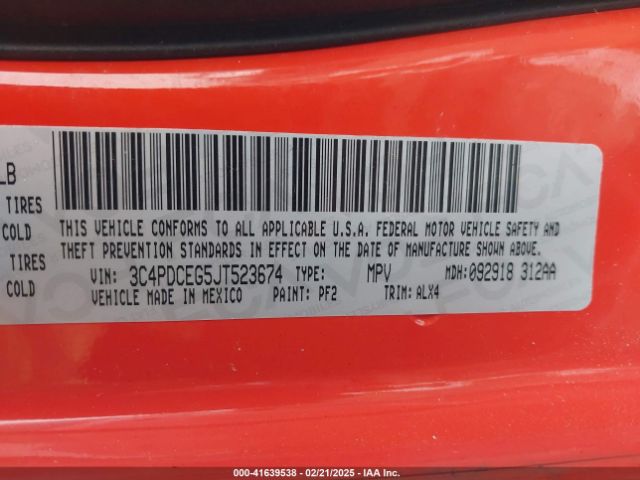 LB
TIRES
COLD
TIRES
COLD
THIS VEHICLE CONFORMS TO ALL APPLICABLE U.S.A. FEDERAL MOTOR VEHICLE SAFETY AND
THEFT PREVENTION STANDARDS IN EFFECT ON THE DATE OF MANUFACTURE SHOWN ABOVE.
VIN: 3C4PDCEG5JT523674 TYPE: MPV MDH:092918 312AA
VEHICLE MADE IN MEXICO PAINT: PF2 TRIM: ALX4
000-41639538 - 02/21/2025 - IAA Inc.